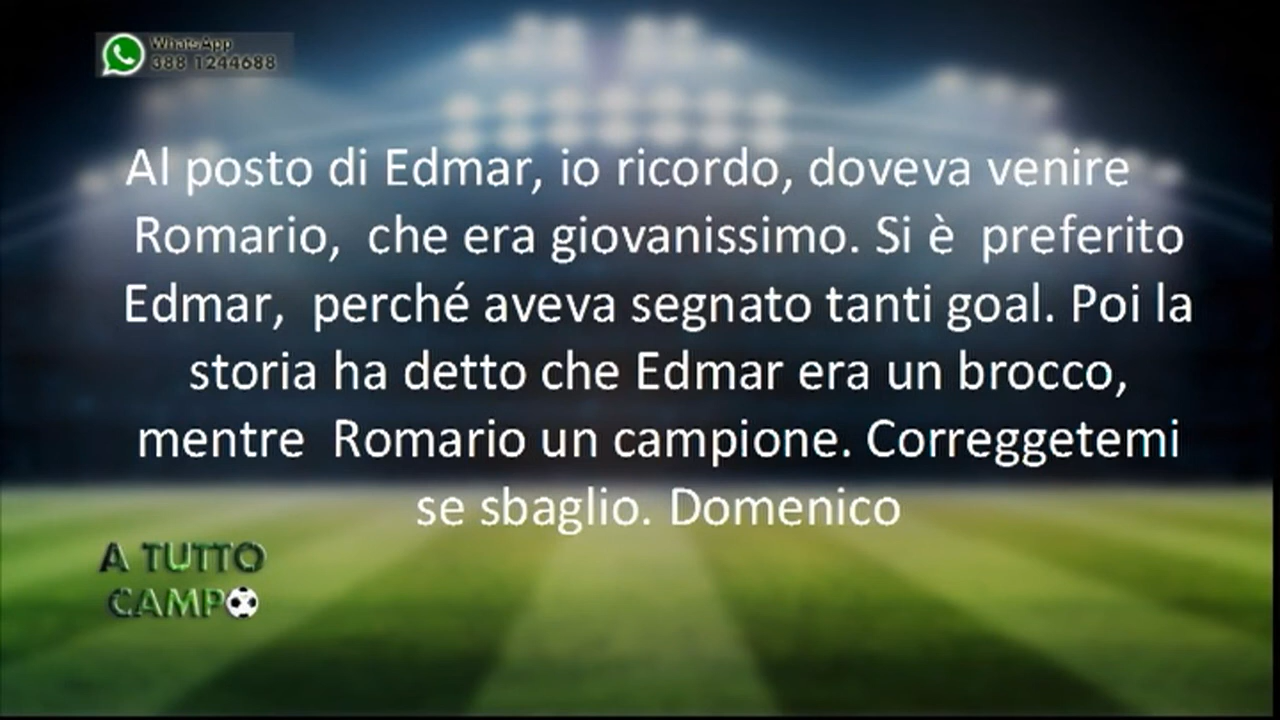 WhatsApp
388 1244688
Al posto di Edmar, io ricordo, doveva venire
Romario, che era giovanissimo. Si è preferito
Edmar, perché aveva segnato tanti goal. Poi la
storia ha detto che Edmar era un brocco,
mentre Romario un campione. Correggetemi
se sbaglio. Domenico
A TUTTO
CAMPO